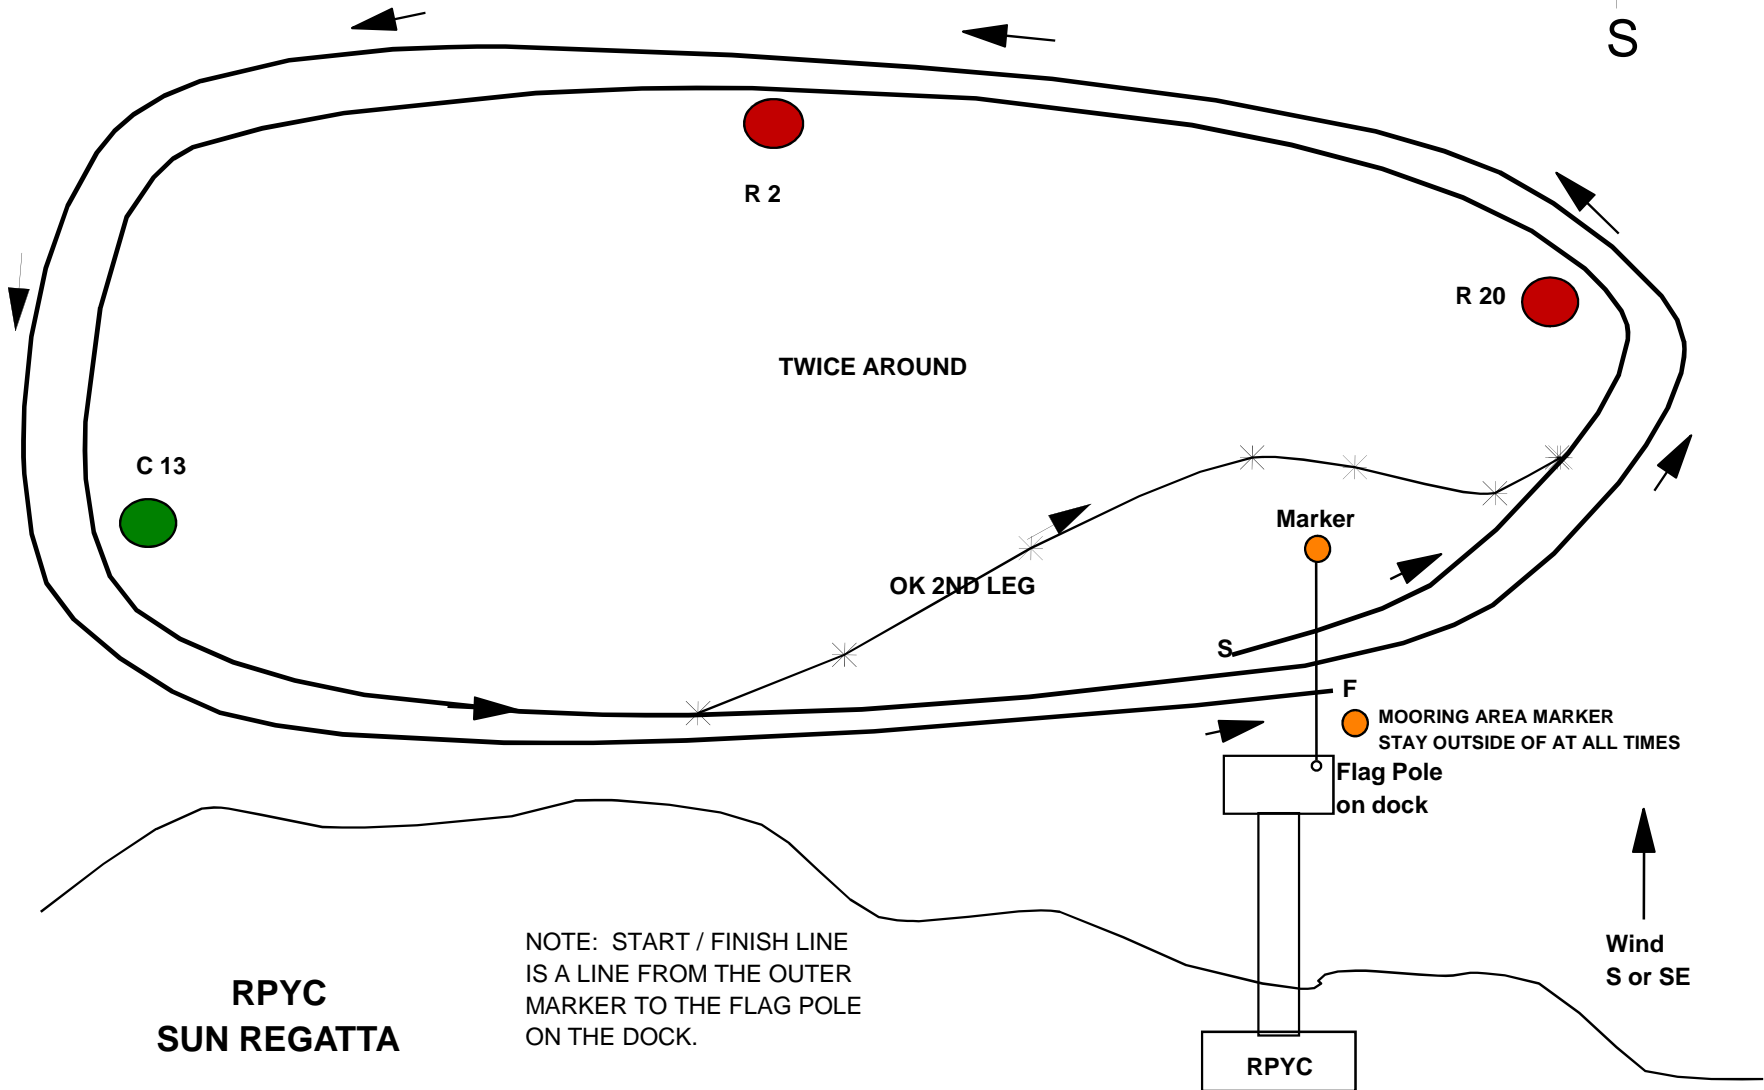 S
R 2
R 20
TWICE AROUND
C 13
Marker
OK 2ND LEG
S
F
MOORING AREA MARKER
STAY OUTSIDE OF AT ALL TIMES
Flag Pole
on dock
Wind
S or SE
NOTE: START / FINISH LINE
IS A LINE FROM THE OUTER
MARKER TO THE FLAG POLE
ON THE DOCK.
RPYC
SUN REGATTA
RPYC